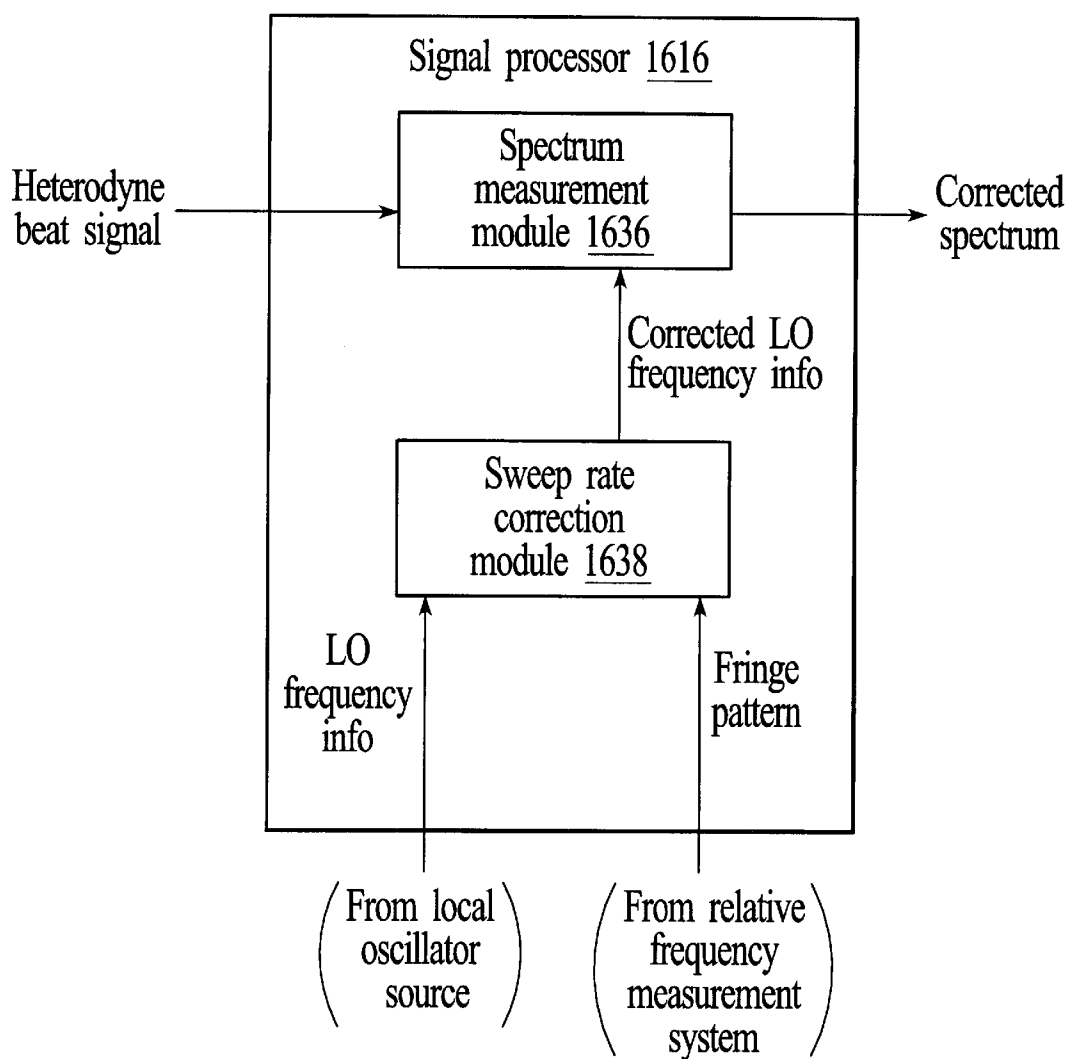 Signal processor 1616
Spectrum
measurement
module 1636
Heterodyne
beat signal
Corrected
spectrum
Corrected LO
frequency info
Sweep rate
correction
module 1638
LO
frequency
info
Fringe
pattern
(From local
oscillator
source)
(From relative
frequency
measurement
system)